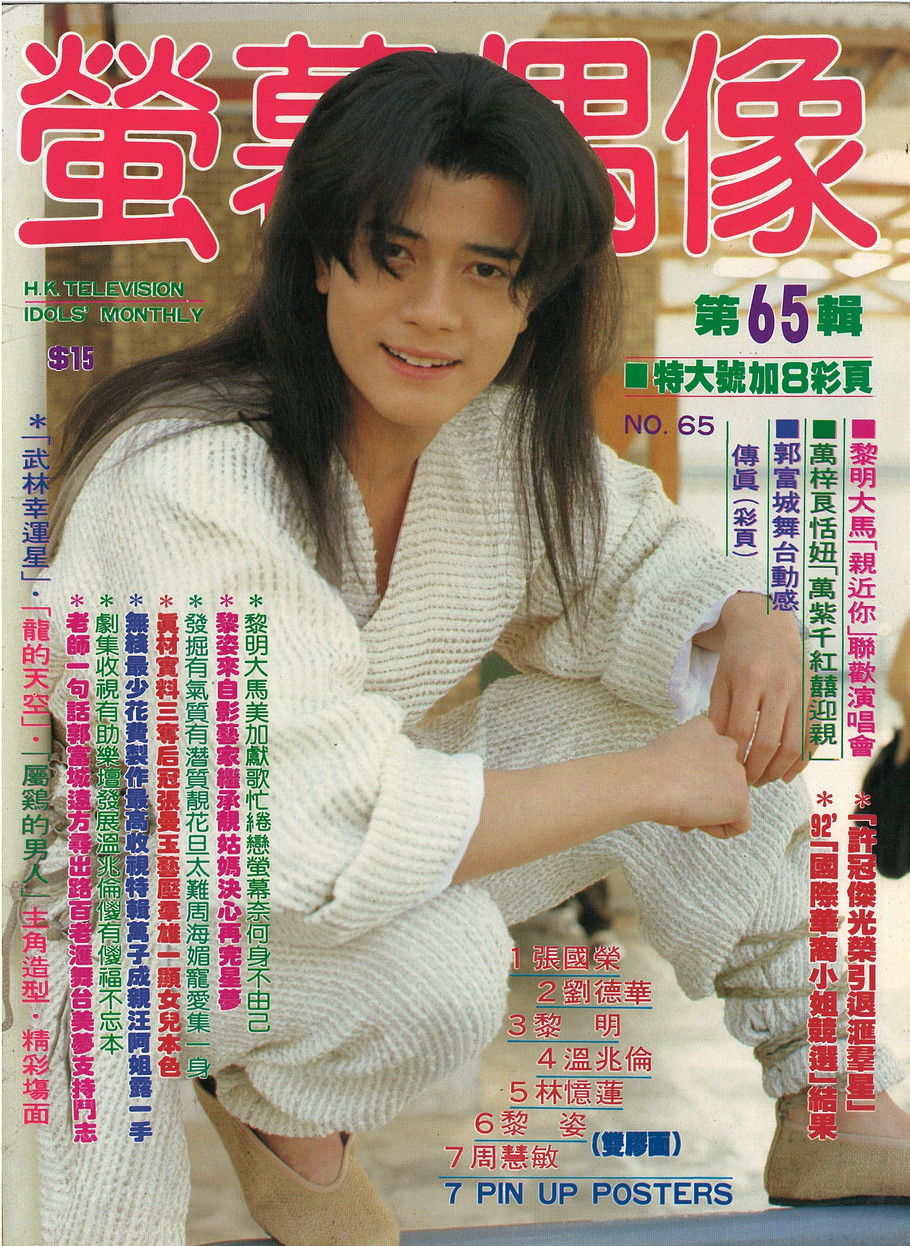 螢幕偶像
H.K. TELEVISION
IDOLS' MONTHLY
$15
第65輯
■特大號加8彩頁
NO. 65
■黎明大馬「親近你」聯歡演唱會
■萬梓良恬妞「萬紫千紅囍迎親」
■郭富城舞台動感
傳眞(彩頁)
*「許冠傑光榮引退滙羣星」
*92'「國際華裔小姐競選」結果
*黎明大馬美加獻歌忙綣戀螢幕奈何身不由己
*黎姿來自影藝家繼承靚姑媽決心再完星夢
*發掘有氣質有潛質靚花旦太難周海媚寵愛集一身
*眞材實料三奪后冠張曼玉藝壓羣雄一顯女兒本色
*無綫最少花費製作最高收視特輯萬子成親汪阿姐露一手
*劇集收視有助樂壇發展溫兆倫傻有傻福不忘本
*老師一句話郭富城遠方尋出路百老滙舞台美夢支持鬥志
*「武林幸運星」·「龍的天空」·「屬鷄的男人」主角造型·精彩塲面
1 張國榮
2 劉德華
3 黎 明
4 溫兆倫
5 林憶蓮
6 黎 姿
7 周慧敏
(雙膠面)
7 PIN UP POSTERS